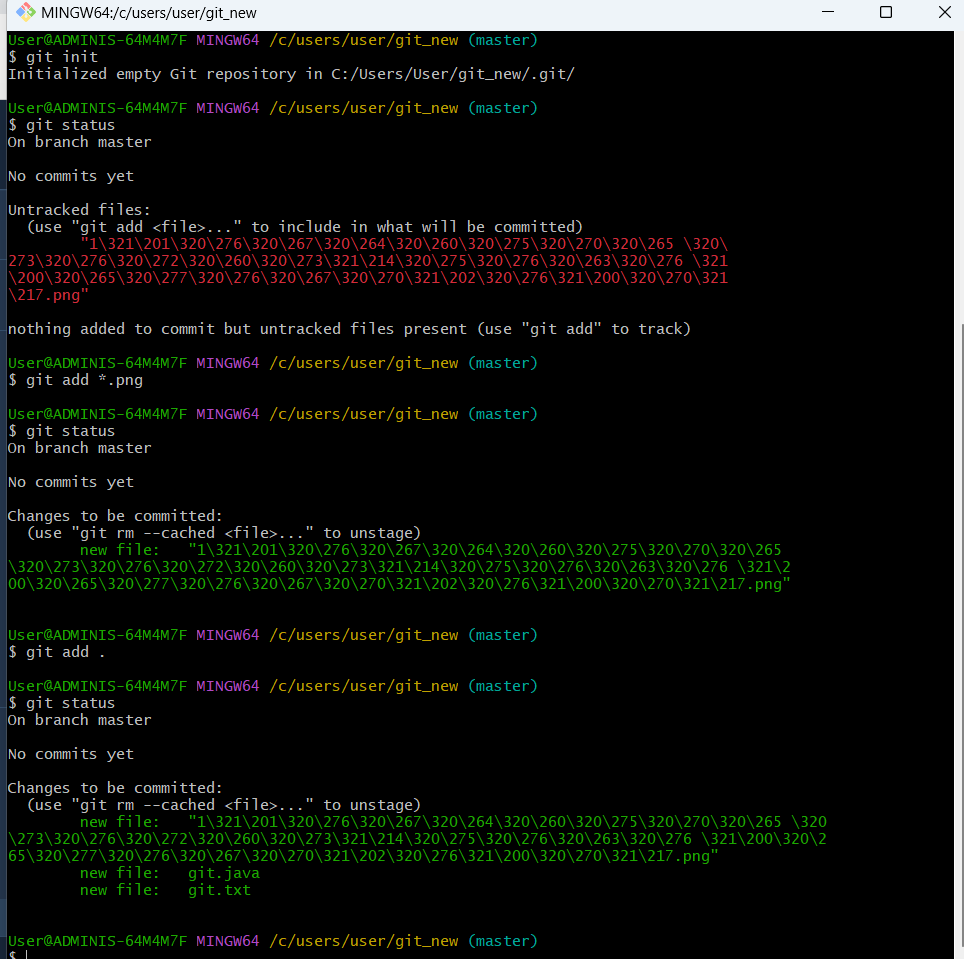 MINGW64:/c/users/user/git_new
User@ADMINIS-64M4M7F MINGW64 /c/users/user/git_new (master)
$ git init
Initialized empty Git repository in C:/Users/User/git_new/.git/
User@ADMINIS-64M4M7F MINGW64 /c/users/user/git_new (master)
$ git status
On branch master
No commits yet
Untracked files:
  (use "git add <file>..." to include in what will be committed)
        "1\321\201\320\276\320\267\320\264\320\260\320\275\320\270\320\265 \320\
273\320\276\320\272\320\260\320\273\321\214\320\275\320\276\320\263\320\276 \321
\200\320\265\320\277\320\276\320\267\320\270\321\202\320\276\321\200\320\270\321
\217.png"
nothing added to commit but untracked files present (use "git add" to track)
User@ADMINIS-64M4M7F MINGW64 /c/users/user/git_new (master)
$ git add *.png
User@ADMINIS-64M4M7F MINGW64 /c/users/user/git_new (master)
$ git status
On branch master
No commits yet
Changes to be committed:
  (use "git rm --cached <file>..." to unstage)
        new file:   "1\321\201\320\276\320\267\320\264\320\260\320\275\320\270\320\265
\320\273\320\276\320\272\320\260\320\273\321\214\320\275\320\276\320\263\320\276 \321\2
00\320\265\320\277\320\276\320\267\320\270\321\202\320\276\321\200\320\270\321\217.png"
User@ADMINIS-64M4M7F MINGW64 /c/users/user/git_new (master)
$ git add .
User@ADMINIS-64M4M7F MINGW64 /c/users/user/git_new (master)
$ git status
On branch master
No commits yet
Changes to be committed:
  (use "git rm --cached <file>..." to unstage)
        new file:   "1\321\201\320\276\320\267\320\264\320\260\320\275\320\270\320\265 \320
\273\320\276\320\272\320\260\320\273\321\214\320\275\320\276\320\263\320\276 \321\200\320\2
65\320\277\320\276\320\267\320\270\321\202\320\276\321\200\320\270\321\217.png"
        new file:   git.java
        new file:   git.txt
User@ADMINIS-64M4M7F MINGW64 /c/users/user/git_new (master)
$